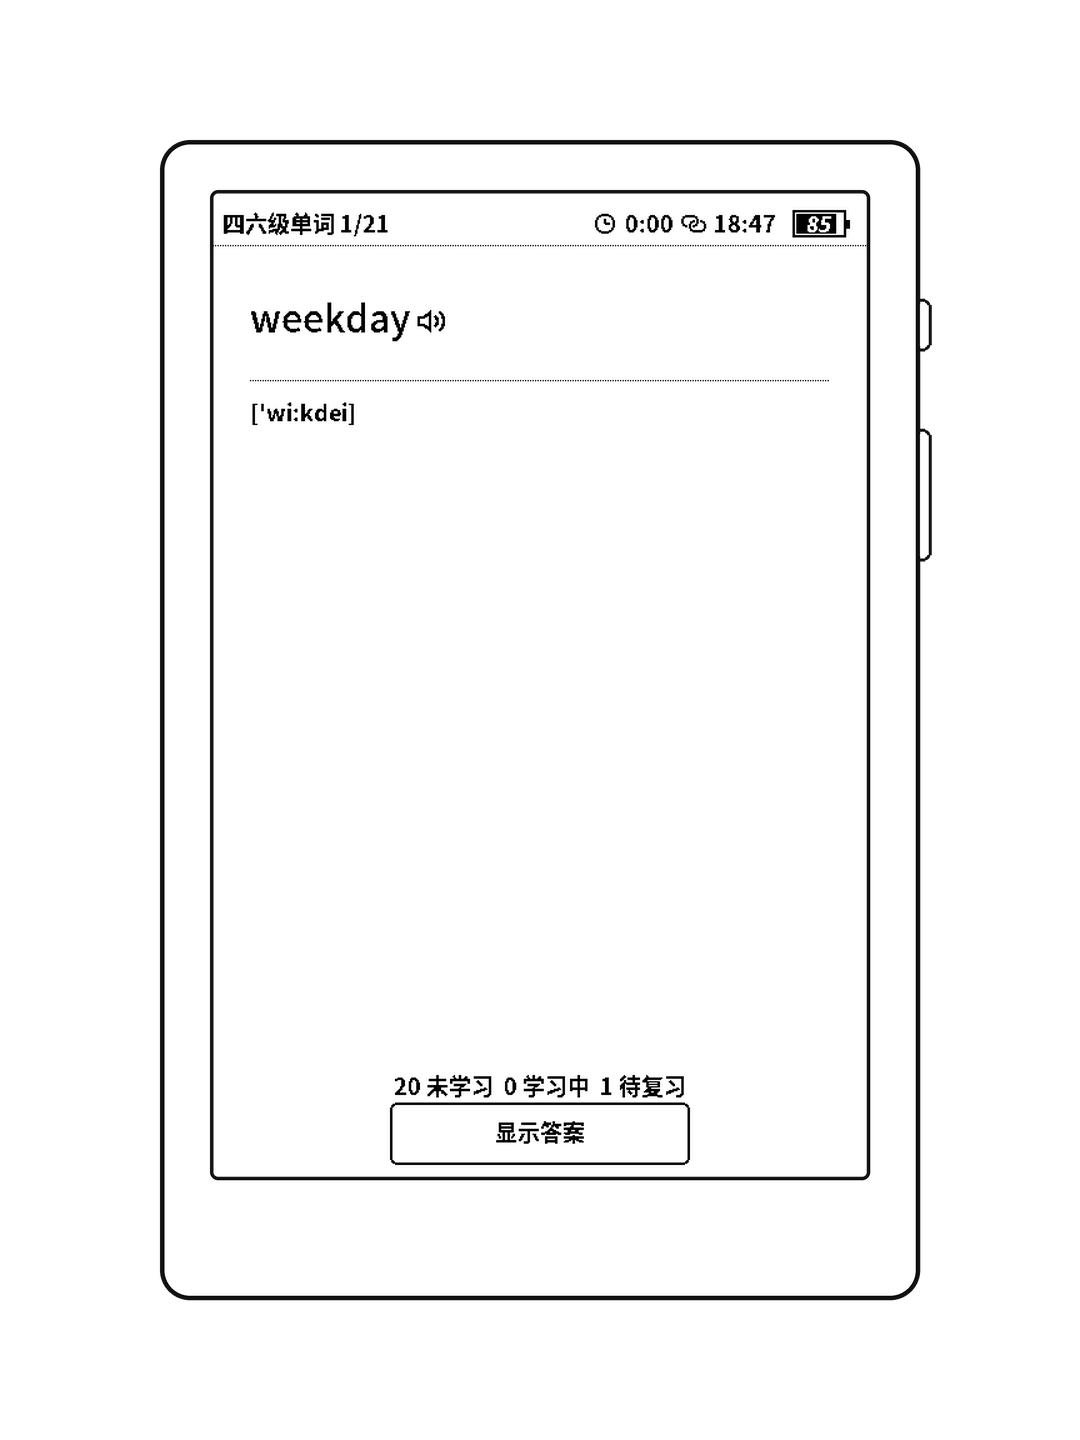 四六级单词 1/21 0:00 18:47 85
weekday
['wi:kdei]
20 未学习 0 学习中 1 待复习
显示答案